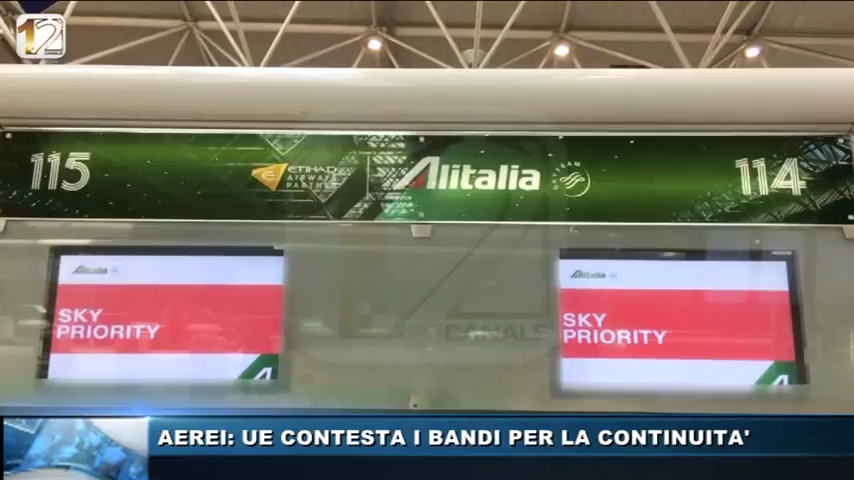 12
115
ETIHAD
AIRWAYS
PARTNER
Alitalia
SKYTEAM
114
Alitalia
SKY
PRIORITY
Alitalia
SKY
PRIORITY
12
CANALE
AEREI: UE CONTESTA I BANDI PER LA CONTINUITA'